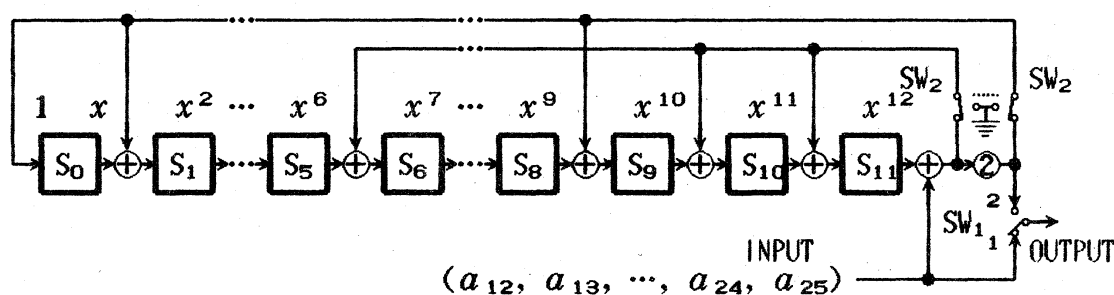 SW₂ SW₂
1 x x² ... x⁶ x⁷ ... x⁹ x¹⁰ x¹¹ x¹²
S₀ S₁ S₅ S₆ S₈ S₉ S₁₀ S₁₁ 2
2
SW₁ 1
INPUT OUTPUT
(a₁₂, a₁₃, ..., a₂₄, a₂₅)